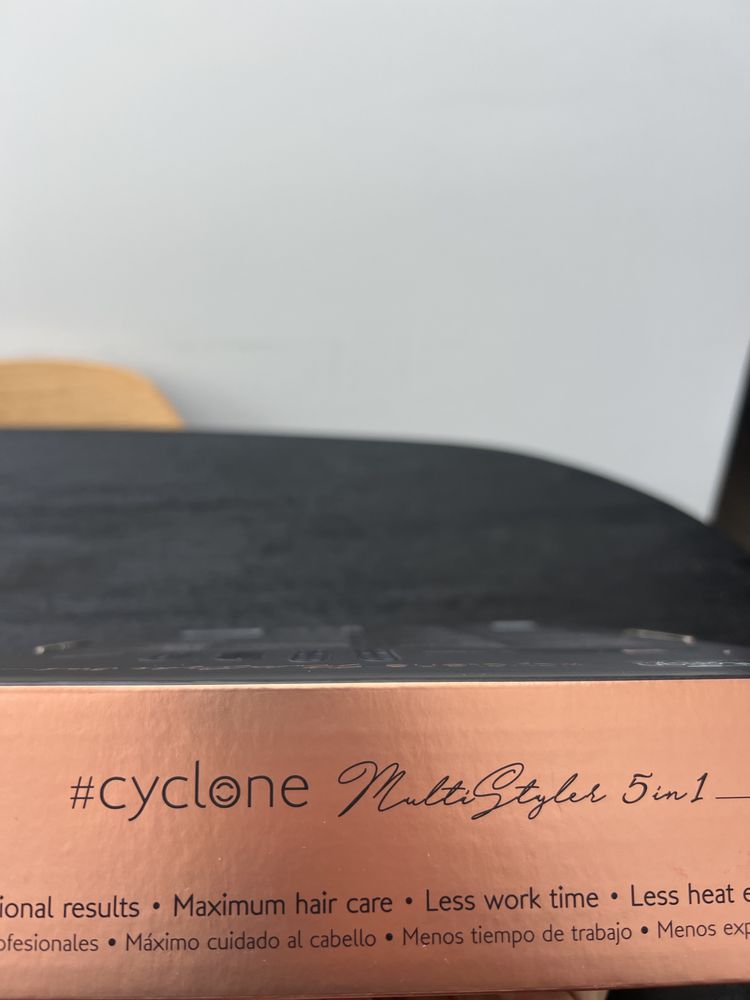 #cyclone MultiStyler 5in1
ional results • Maximum hair care • Less work time • Less heat e
ofesionales • Máximo cuidado al cabello • Menos tiempo de trabajo • Menos exp